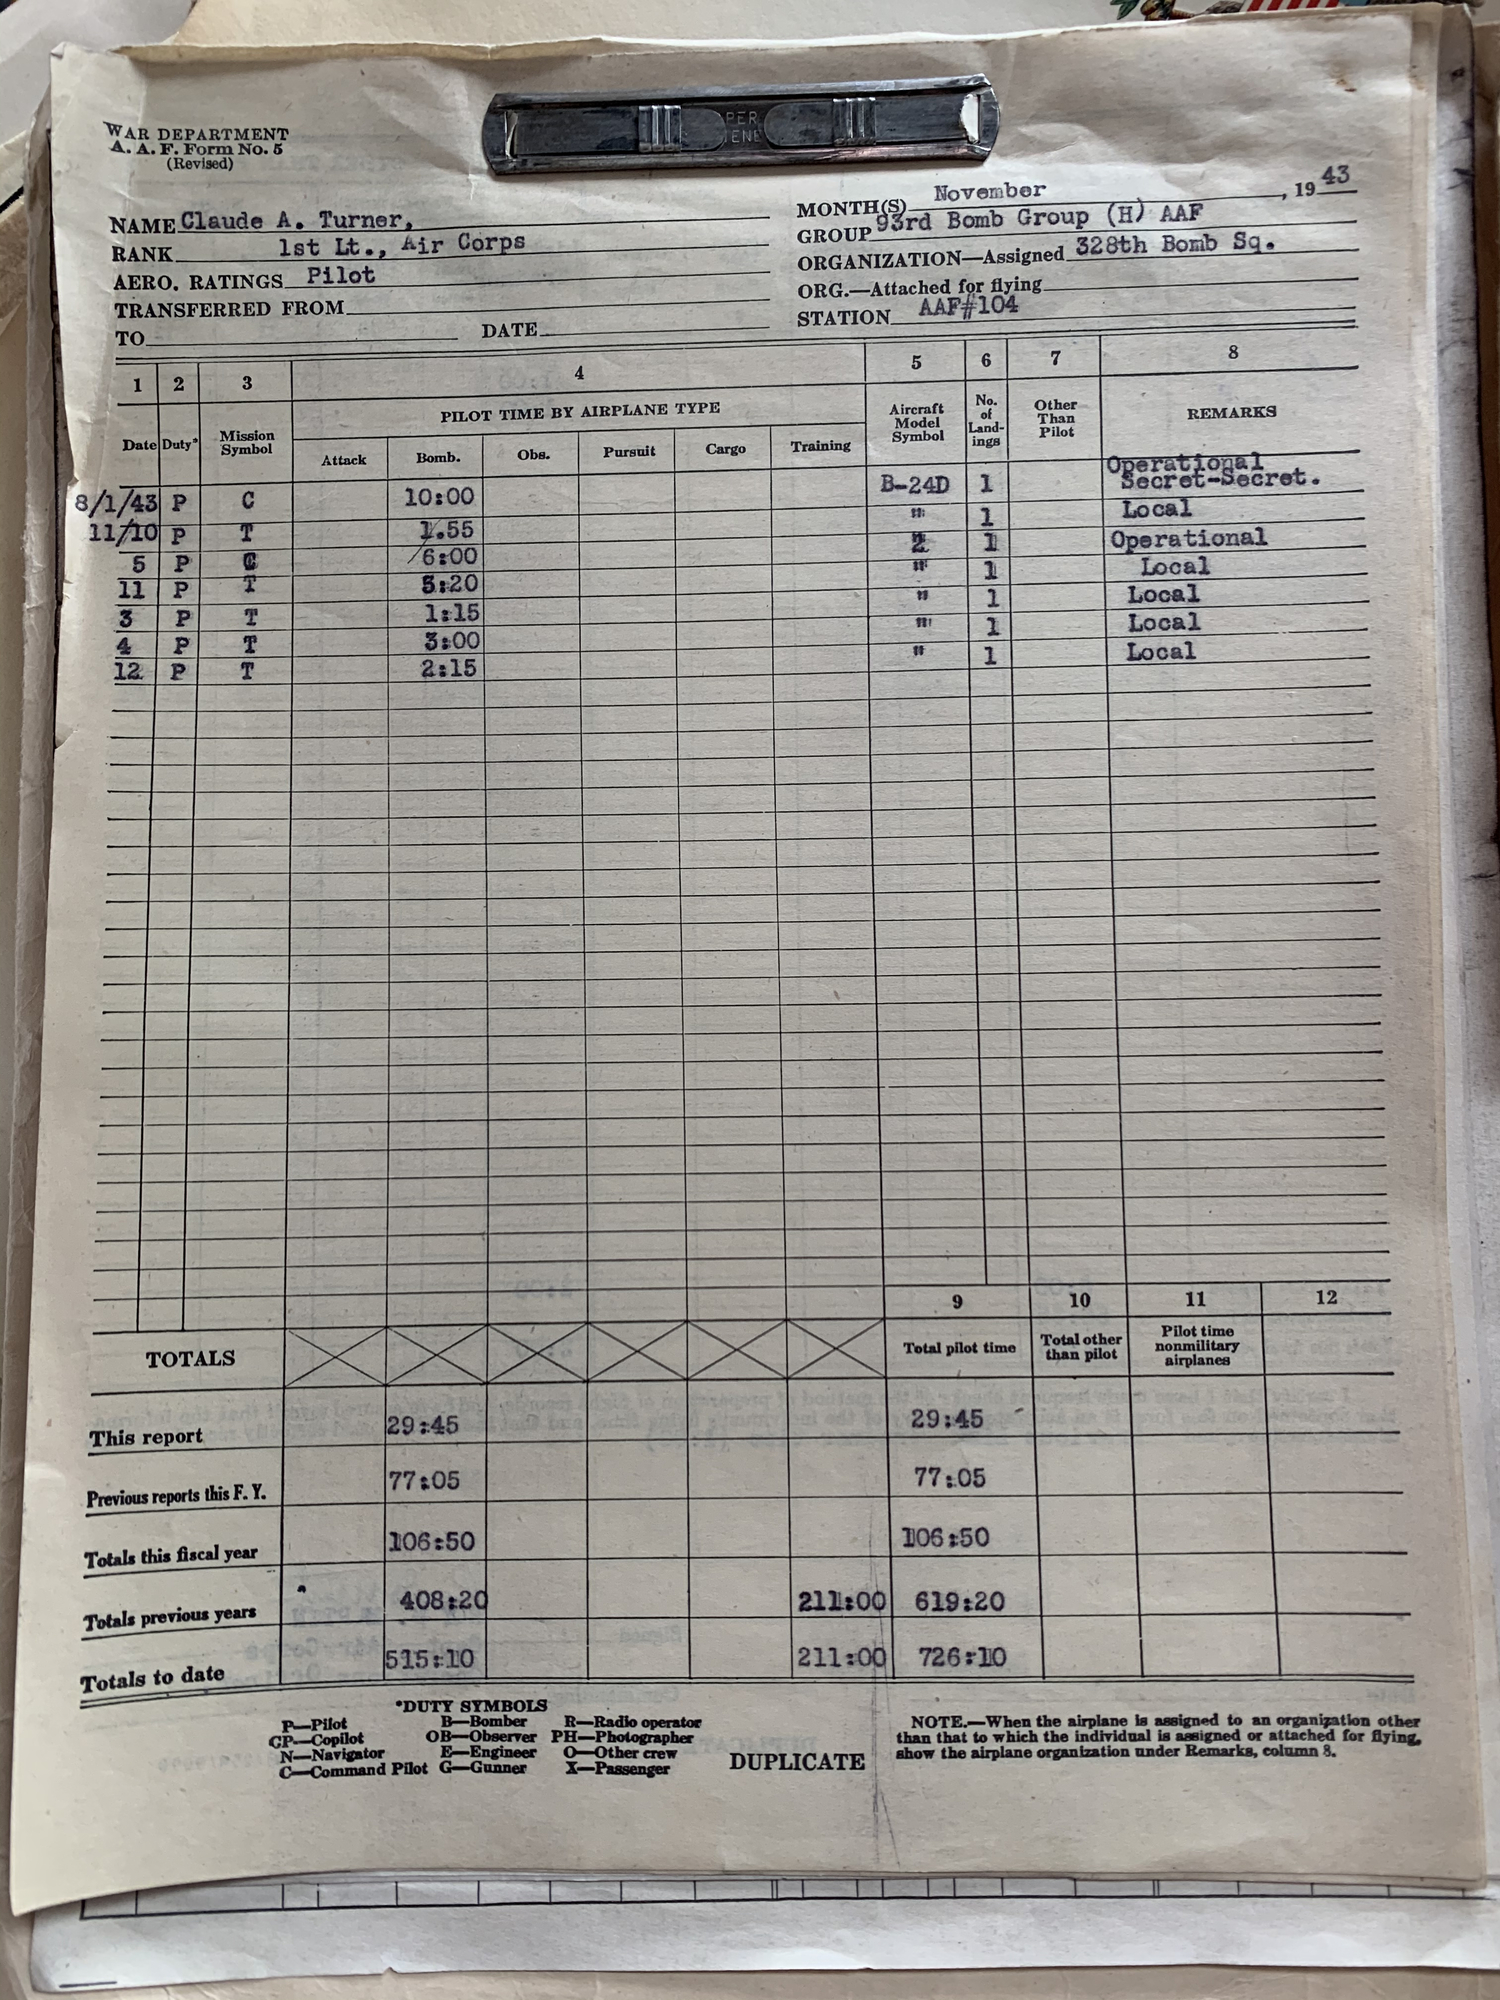 WAR DEPARTMENT
A. A. F. Form No. 5
(Revised)
NAME Claude A. Turner,
RANK 1st Lt., Air Corps
AERO. RATINGS Pilot
TRANSFERRED FROM
TO DATE
MONTH(S) November , 19 43
GROUP 93rd Bomb Group (H) AAF
ORGANIZATION—Assigned 328th Bomb Sq.
ORG.—Attached for flying
STATION AAF#104
1 2 3 4 5 6 7 8
Date Duty* Mission Symbol PILOT TIME BY AIRPLANE TYPE Aircraft Model Symbol No. of Land-ings Other Than Pilot REMARKS
Attack Bomb. Obs. Pursuit Cargo Training
8/1/43 P C 10:00 B-24D 1 Operational Secret-Secret.
11/10 P T 1.55 " 1 Local
5 P C 6:00 2 1 Operational
11 P T 5:20 " 1 Local
3 P T 1:15 " 1 Local
4 P T 3:00 " 1 Local
12 P T 2:15 " 1 Local
9 10 11 12
TOTALS Total pilot time Total other than pilot Pilot time nonmilitary airplanes
This report 29:45 29:45
Previous reports this F. Y. 77:05 77:05
Totals this fiscal year 106:50 106:50
Totals previous years 408:20 211:00 619:20
Totals to date 515:10 211:00 726:10
*DUTY SYMBOLS
P—Pilot B—Bomber R—Radio operator
CP—Copilot OB—Observer PH—Photographer
N—Navigator E—Engineer O—Other crew
C—Command Pilot G—Gunner X—Passenger
DUPLICATE
NOTE.—When the airplane is assigned to an organization other
than that to which the individual is assigned or attached for flying,
show the airplane organization under Remarks, column 8.